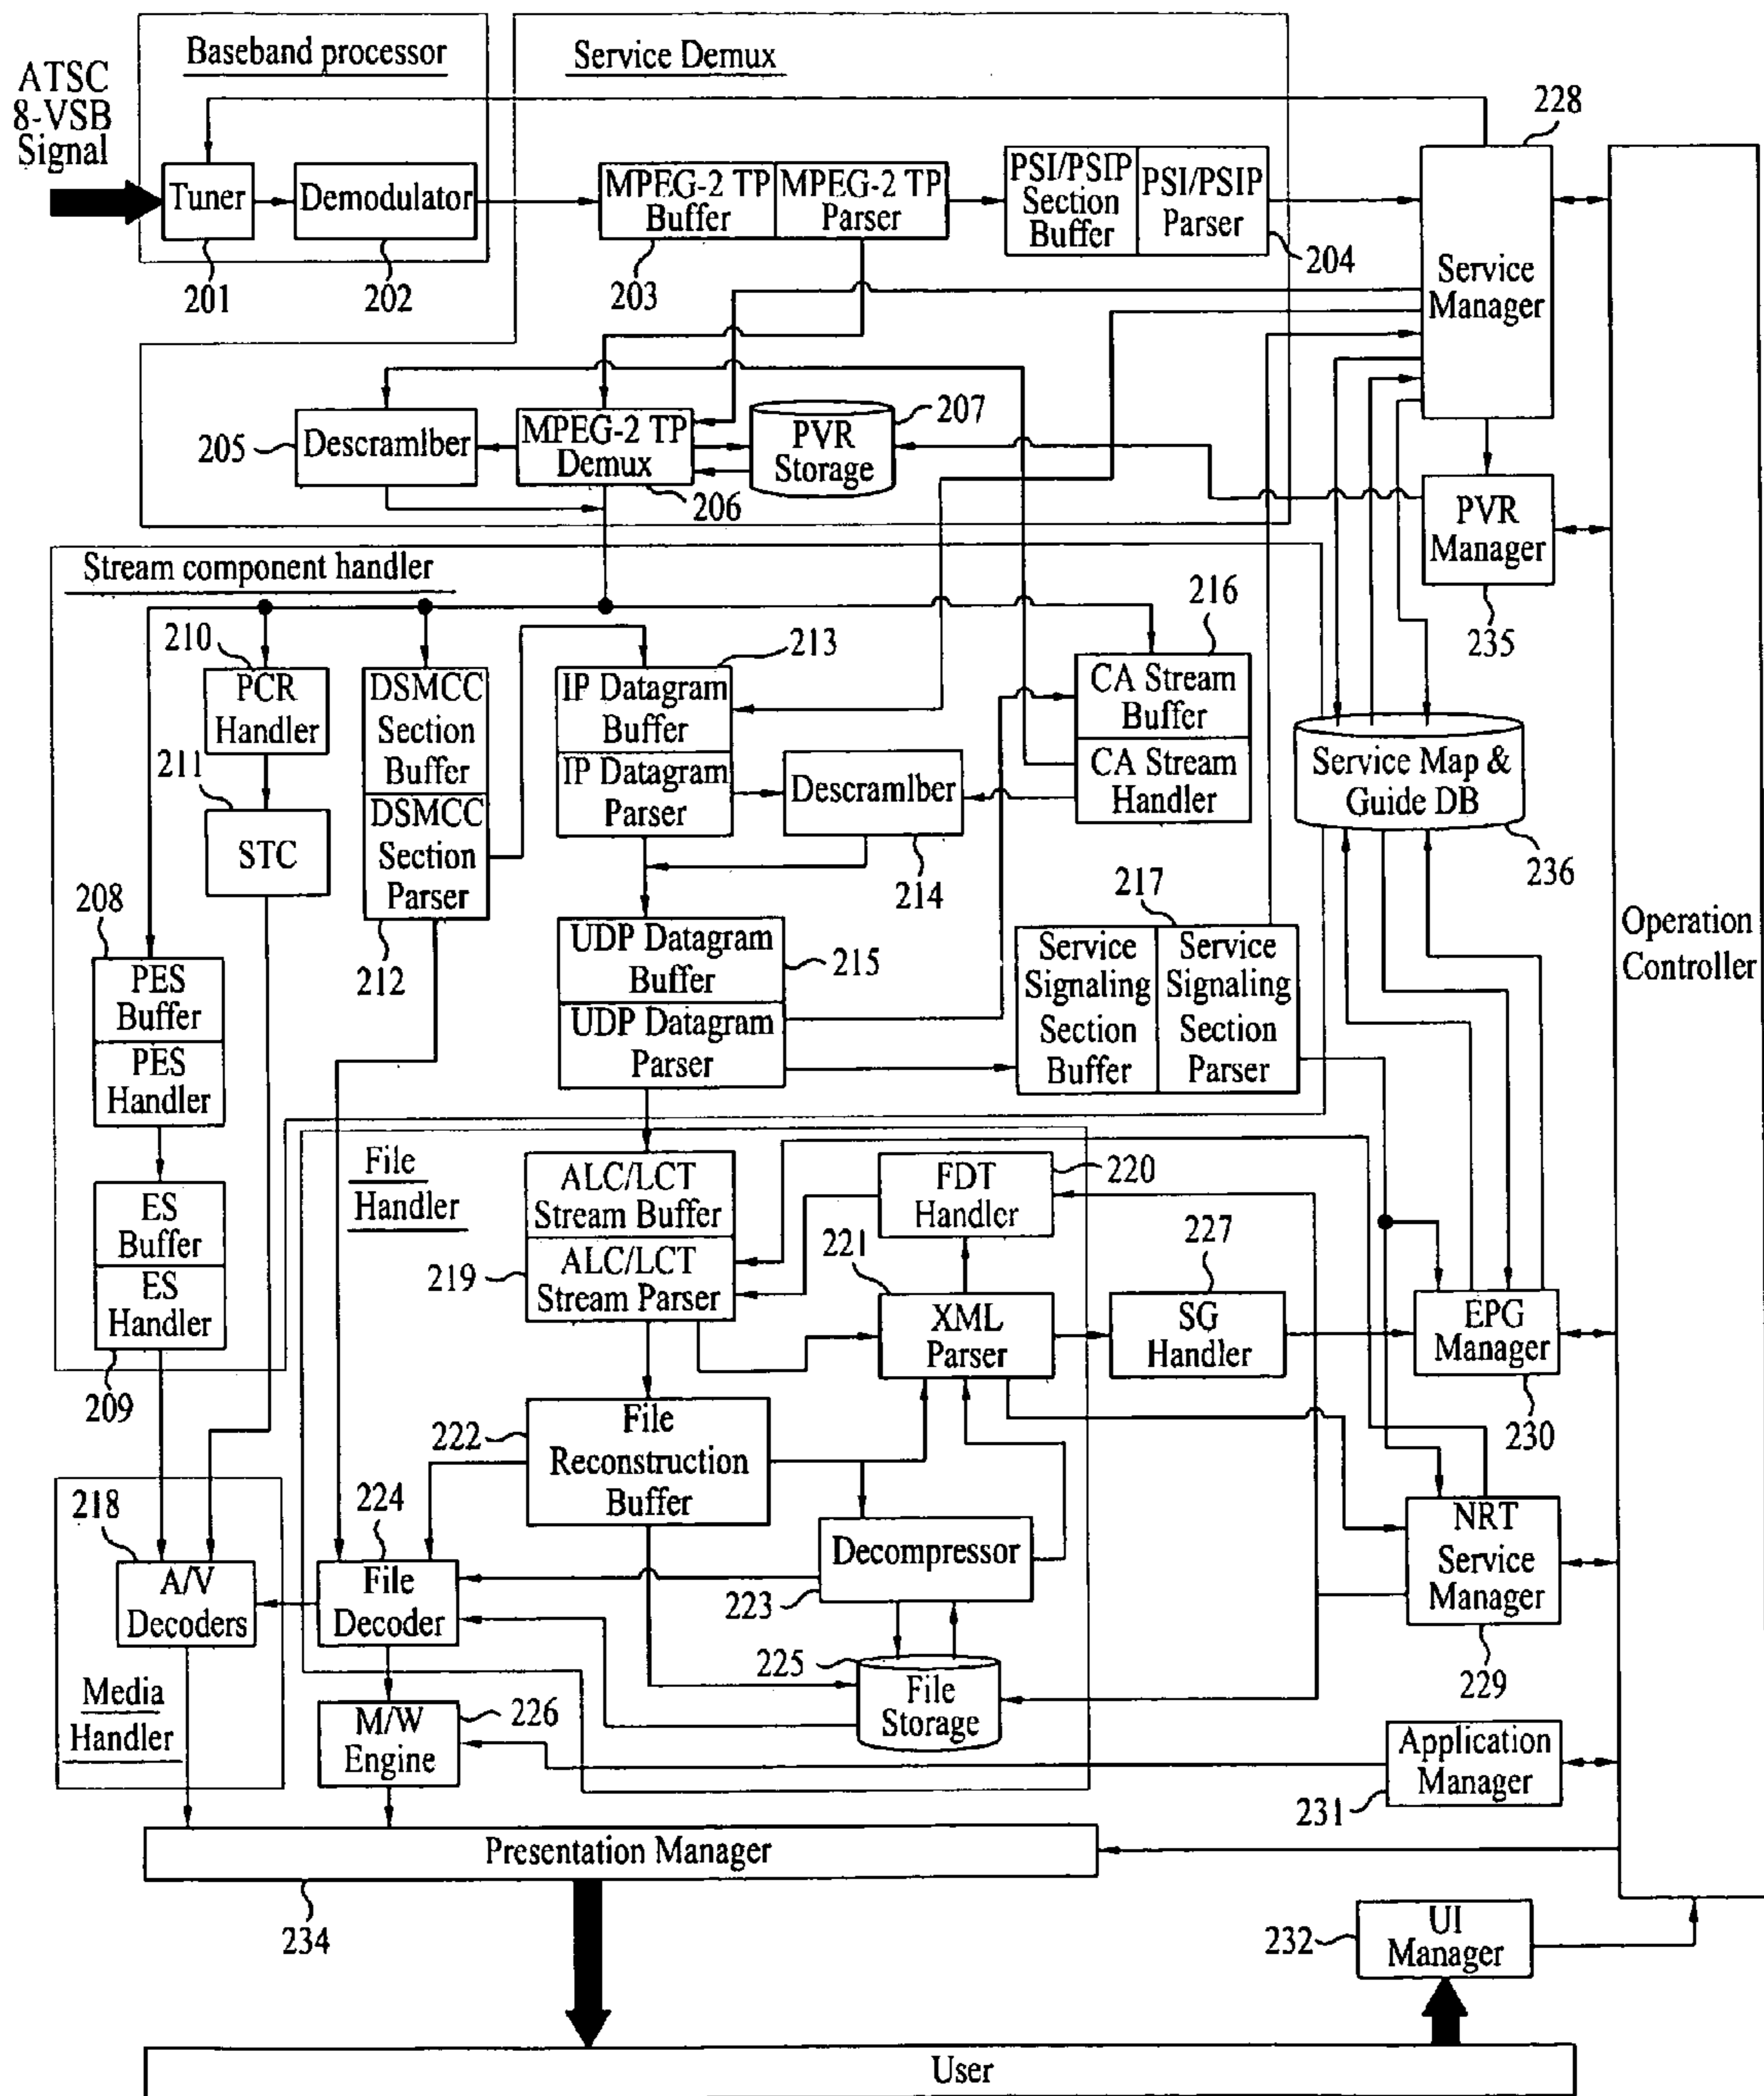 Baseband processor
Service Demux
ATSC
8-VSB
Signal
228
Tuner
Demodulator
MPEG-2 TP
Buffer
MPEG-2 TP
Parser
PSI/PSIP
Section
Buffer
PSI/PSIP
Parser
Service
Manager
201
202
203
204
205
Descramlber
MPEG-2 TP
Demux
206
PVR
Storage
207
PVR
Manager
235
Stream component handler
210
PCR
Handler
211
STC
DSMCC
Section
Buffer
DSMCC
Section
Parser
212
213
IP Datagram
Buffer
IP Datagram
Parser
Descramlber
214
216
CA Stream
Buffer
CA Stream
Handler
Service Map &
Guide DB
236
Operation
Controller
208
PES
Buffer
PES
Handler
UDP Datagram
Buffer
UDP Datagram
Parser
215
217
Service
Signaling
Section
Buffer
Service
Signaling
Section
Parser
ES
Buffer
ES
Handler
209
File
Handler
ALC/LCT
Stream Buffer
ALC/LCT
Stream Parser
219
FDT
Handler
220
221
XML
Parser
227
SG
Handler
EPG
Manager
230
222
File
Reconstruction
Buffer
218
A/V
Decoders
Media
Handler
224
File
Decoder
Decompressor
223
225
File
Storage
NRT
Service
Manager
229
M/W
Engine
226
Application
Manager
231
Presentation Manager
234
232
UI
Manager
User